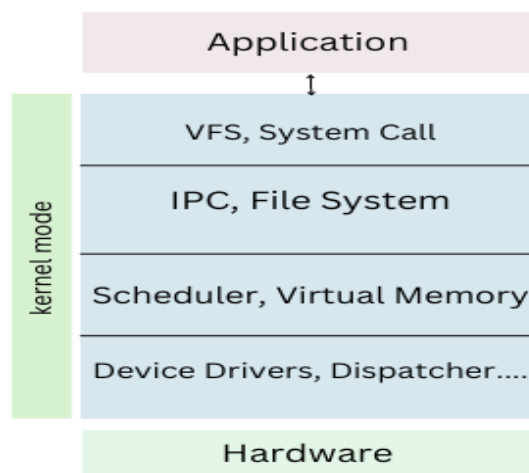 Application
VFS, System Call
IPC, File System
kernel mode
Scheduler, Virtual Memory
Device Drivers, Dispatcher....
Hardware